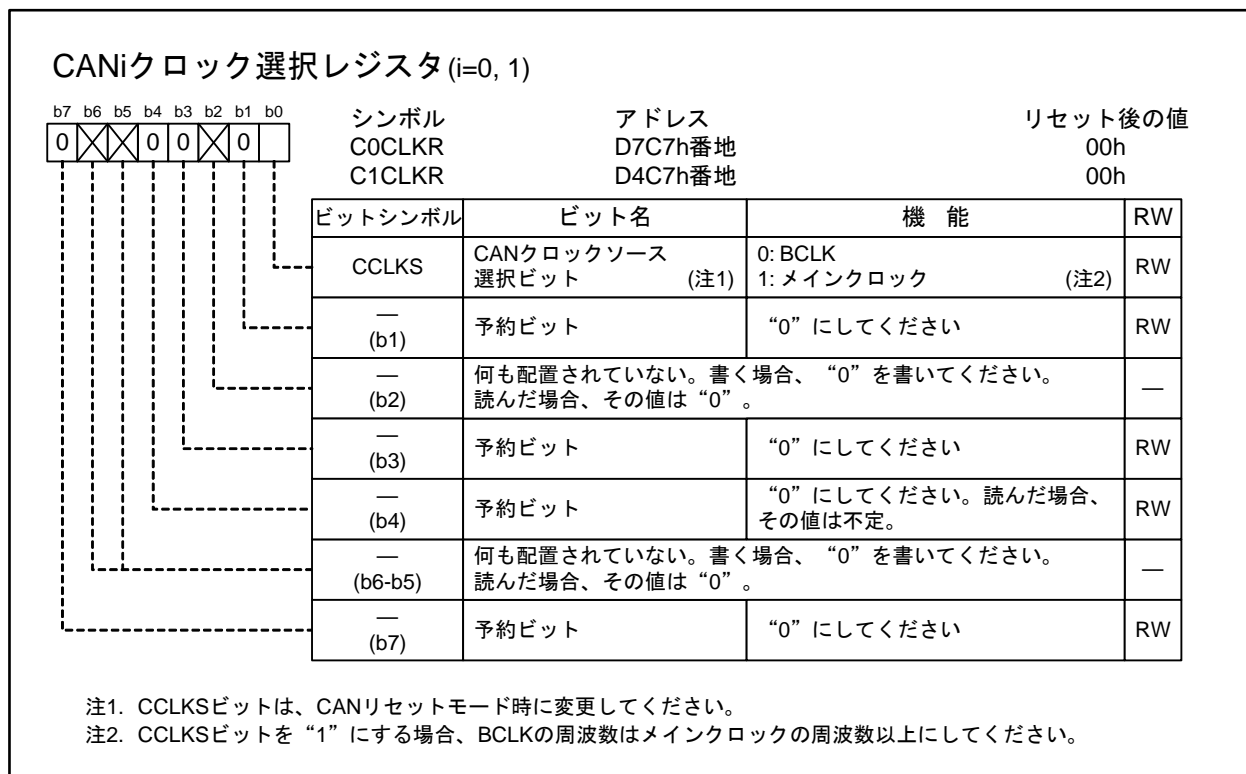 CANiクロック選択レジスタ(i=0, 1)
b7 b6 b5 b4 b3 b2 b1 b0
0 0 0 0
シンボル アドレス リセット後の値
C0CLKR D7C7h番地 00h
C1CLKR D4C7h番地 00h
ビットシンボル ビット名 機 能 RW
CCLKS
CANクロックソース
選択ビット (注1)
0: BCLK
1: メインクロック (注2)
RW
—
(b1)
予約ビット “0”にしてください RW
—
(b2)
何も配置されていない。書く場合、“0”を書いてください。
読んだ場合、その値は“0”。
—
—
(b3)
予約ビット “0”にしてください RW
—
(b4)
予約ビット
“0”にしてください。読んだ場合、
その値は不定。
RW
—
(b6-b5)
何も配置されていない。書く場合、“0”を書いてください。
読んだ場合、その値は“0”。
—
—
(b7)
予約ビット “0”にしてください RW
注1. CCLKSビットは、CANリセットモード時に変更してください。
注2. CCLKSビットを“1”にする場合、BCLKの周波数はメインクロックの周波数以上にしてください。